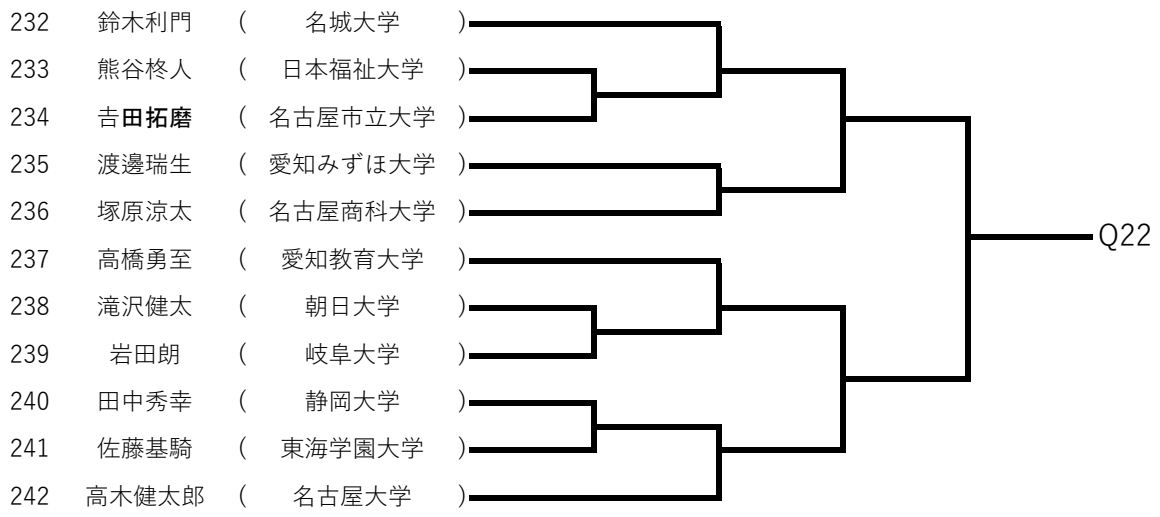 232 鈴木利門 ( 名城大学 )
233 熊谷柊人 ( 日本福祉大学 )
234 𠮷田拓磨 ( 名古屋市立大学 )
235 渡邊瑞生 ( 愛知みずほ大学 )
236 塚原涼太 ( 名古屋商科大学 )
Q22
237 高橋勇至 ( 愛知教育大学 )
238 滝沢健太 ( 朝日大学 )
239 岩田朗 ( 岐阜大学 )
240 田中秀幸 ( 静岡大学 )
241 佐藤基騎 ( 東海学園大学 )
242 高木健太郎 ( 名古屋大学 )